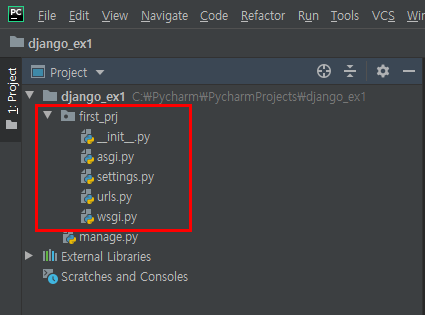 PC File Edit View Navigate Code Refactor Run Tools VCS W
django_ex1
1: Project
Project
django_ex1 C:₩Pycharm₩PycharmProjects₩django_ex1
first_prj
__init__.py
asgi.py
settings.py
urls.py
wsgi.py
manage.py
External Libraries
Scratches and Consoles